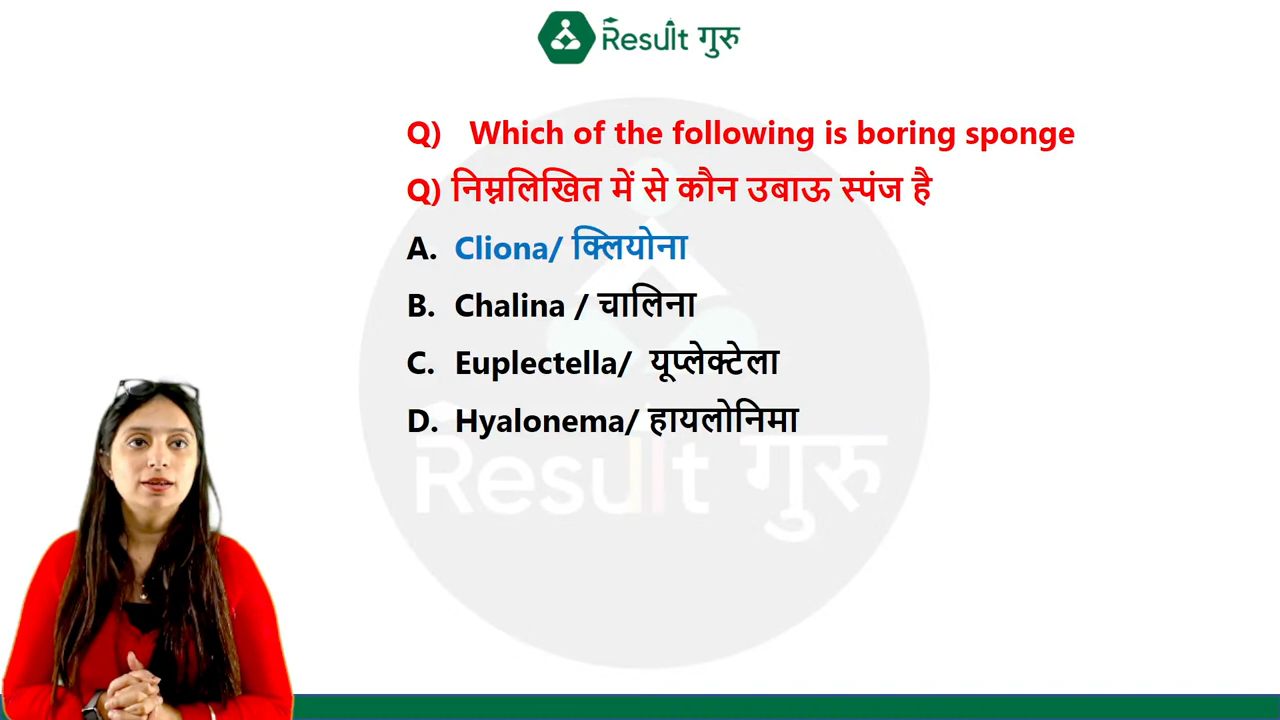 Result गुरु
Q) Which of the following is boring sponge
Q) निम्नलिखित में से कौन उबाऊ स्पंज है
A. Cliona/ क्लियोना
B. Chalina / चालिना
C. Euplectella/ यूप्लेक्टेला
D. Hyalonema/ हायलोनिमा
Result गुरु